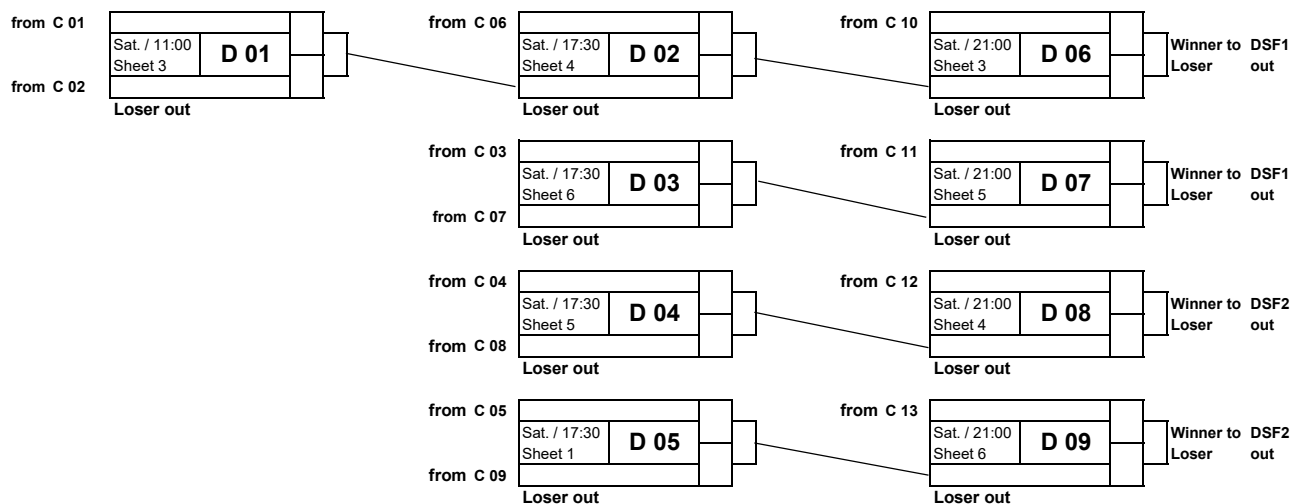 from C 01
Sat. / 11:00
Sheet 3
D 01
from C 02
Loser out
from C 06
Sat. / 17:30
Sheet 4
D 02
Loser out
from C 10
Sat. / 21:00
Sheet 3
D 06
Winner to DSF1
Loser out
Loser out
from C 03
Sat. / 17:30
Sheet 6
D 03
from C 07
Loser out
from C 11
Sat. / 21:00
Sheet 5
D 07
Winner to DSF1
Loser out
Loser out
from C 04
Sat. / 17:30
Sheet 5
D 04
from C 08
Loser out
from C 12
Sat. / 21:00
Sheet 4
D 08
Winner to DSF2
Loser out
Loser out
from C 05
Sat. / 17:30
Sheet 1
D 05
from C 09
Loser out
from C 13
Sat. / 21:00
Sheet 6
D 09
Winner to DSF2
Loser out
Loser out